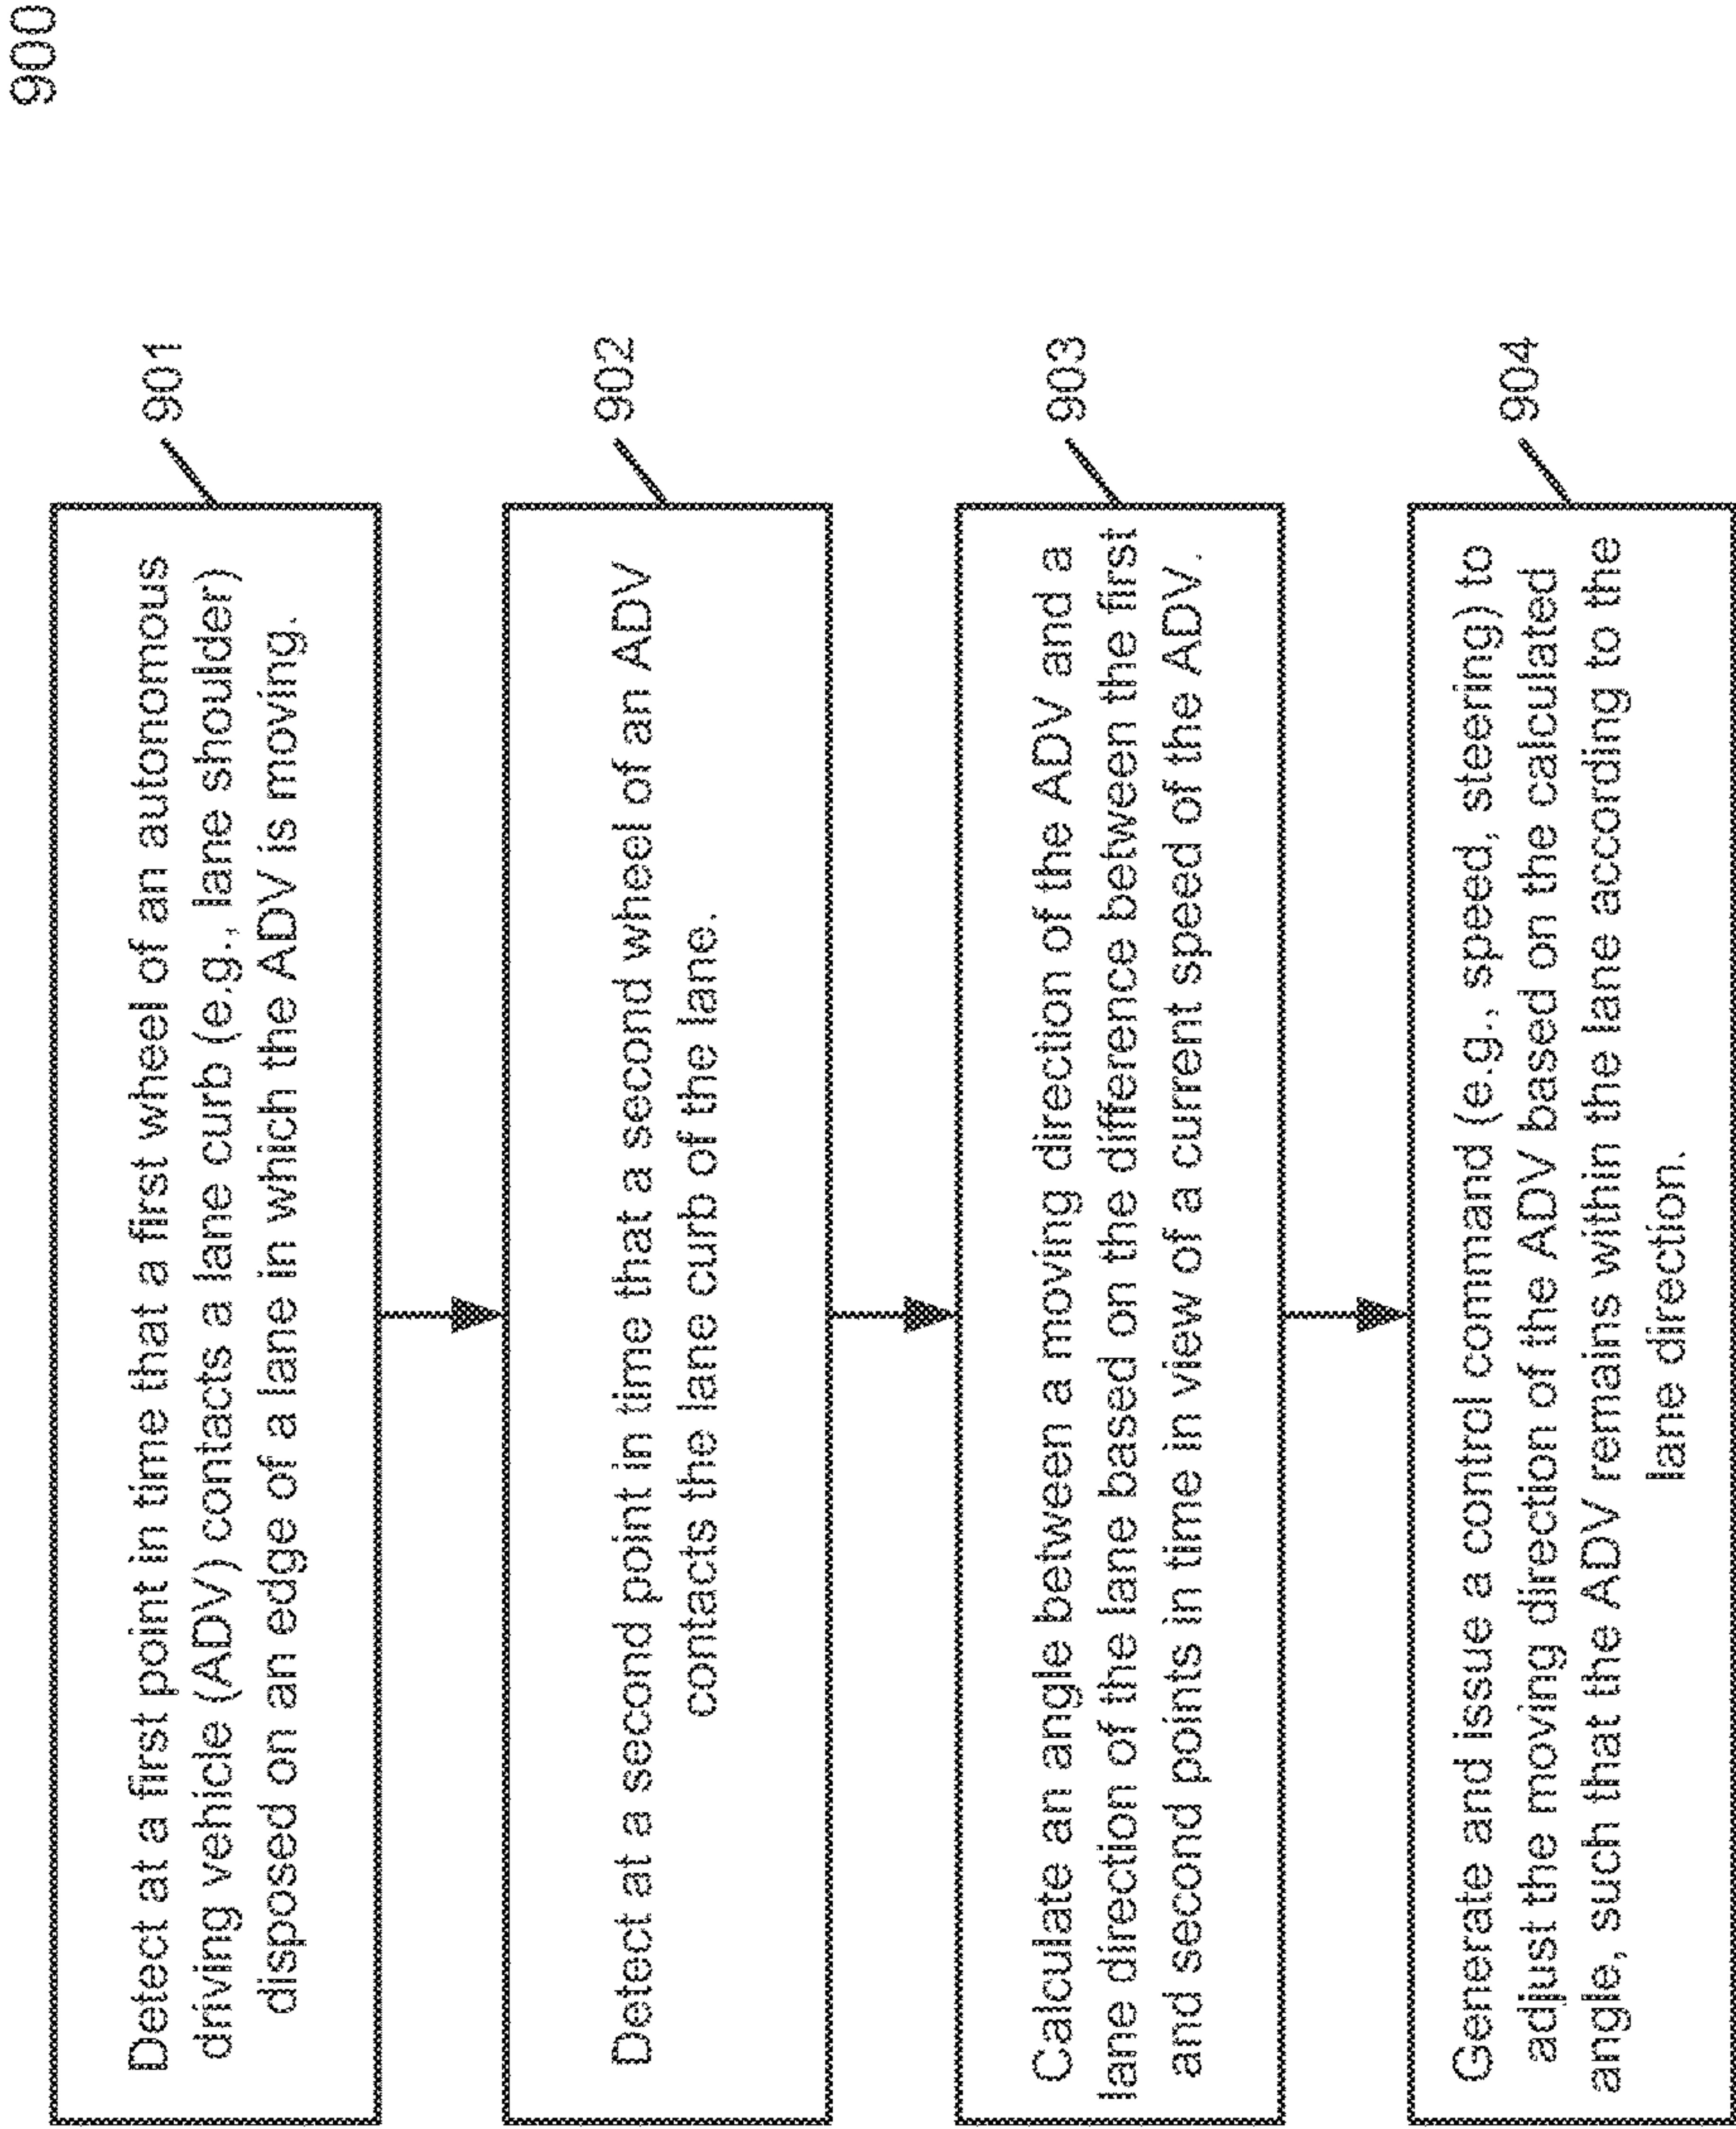 900
Detect at a first point in time that a first wheel of an autonomous
driving vehicle (ADV) contacts a lane curb (e.g., lane shoulder)
disposed on an edge of a lane in which the ADV is moving.
901
Detect at a second point in time that a second wheel of an ADV
contacts the lane curb of the lane.
902
Calculate an angle between a moving direction of the ADV and a
lane direction of the lane based on the difference between the first
and second points in time in view of a current speed of the ADV.
903
Generate and issue a control command (e.g., speed, steering) to
adjust the moving direction of the ADV based on the calculated
angle, such that the ADV remains within the lane according to the
lane direction.
904